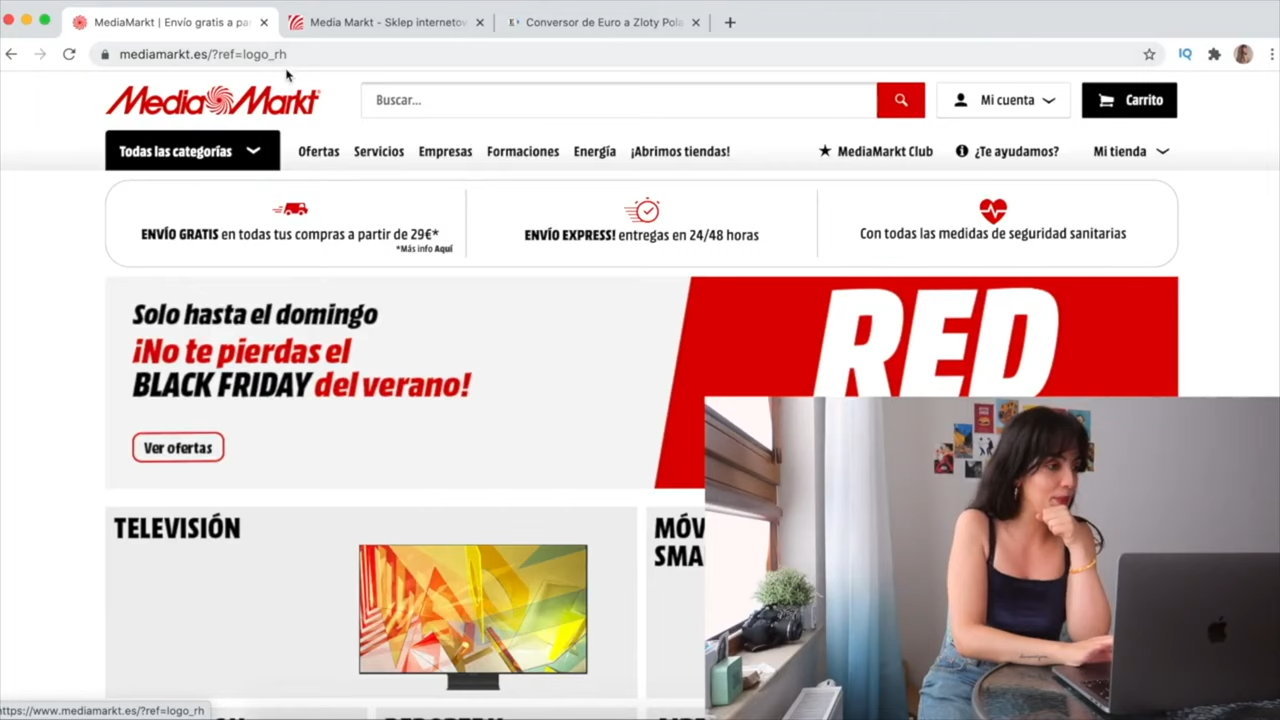 MediaMarkt | Envío gratis a pa
Media Markt - Sklep internetow
Conversor de Euro a Zloty Pola
mediamarkt.es/?ref=logo_rh
IQ
MediaMarkt
Buscar...
Mi cuenta
Carrito
Todas las categorías
Ofertas
Servicios
Empresas
Formaciones
Energía
¡Abrimos tiendas!
MediaMarkt Club
¿Te ayudamos?
Mi tienda
ENVÍO GRATIS en todas tus compras a partir de 29€*
*Más info Aquí
ENVÍO EXPRESS! entregas en 24/48 horas
Con todas las medidas de seguridad sanitarias
Solo hasta el domingo
¡No te pierdas el
BLACK FRIDAY del verano!
Ver ofertas
RED
TELEVISIÓN
MÓV
SMA
https://www.mediamarkt.es/?ref=logo_rh